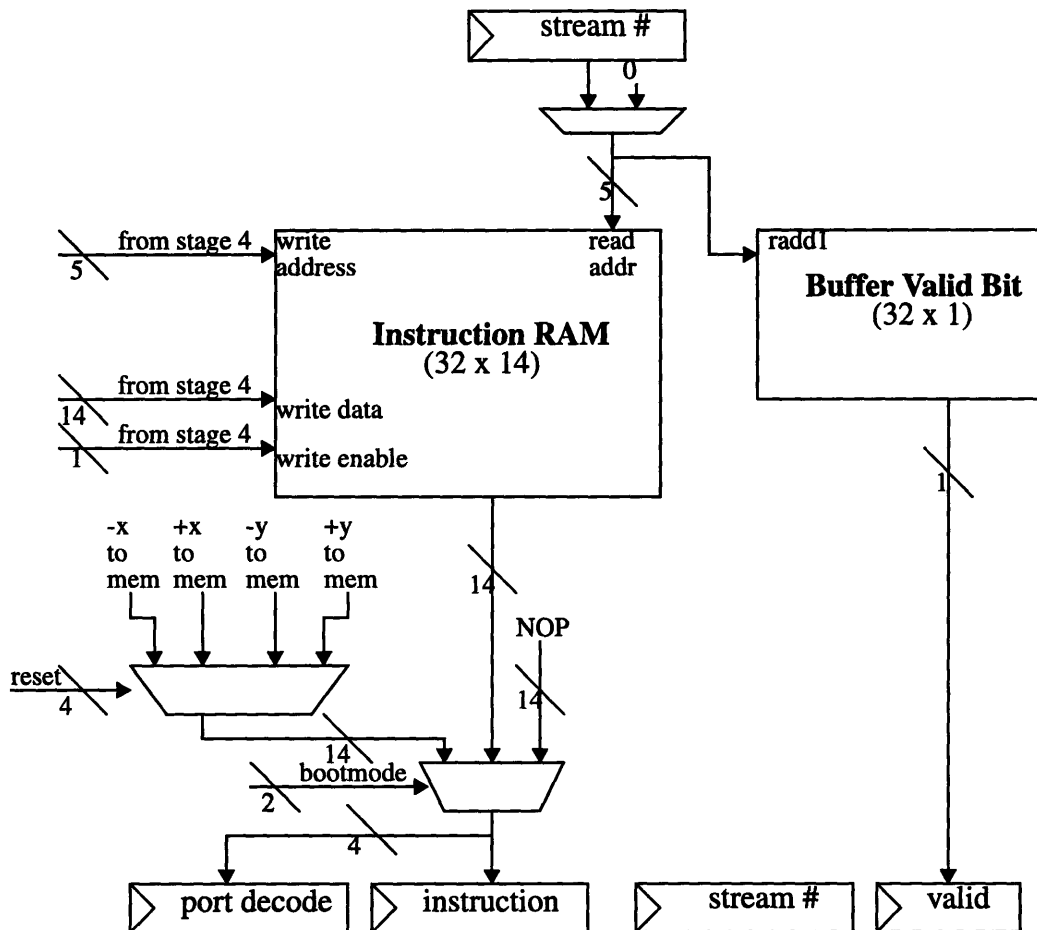 stream #
0
5
from stage 4
5
write
address
read
addr
radd1
Buffer Valid Bit
(32 x 1)
Instruction RAM
(32 x 14)
from stage 4
14
write data
from stage 4
1
write enable
1
-x
to
mem
+x
to
mem
-y
to
mem
+y
to
mem
14
NOP
14
reset
4
14
bootmode
2
4
port decode
instruction
stream #
valid